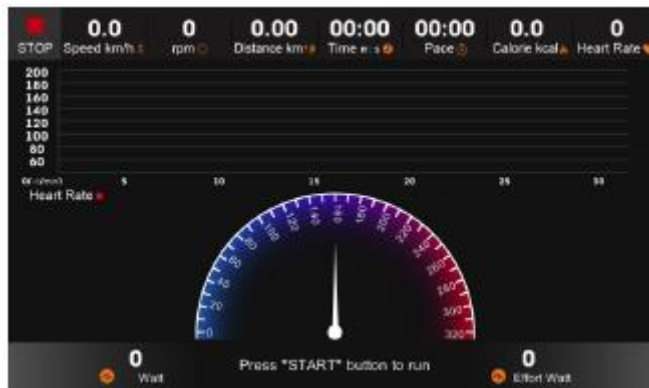 0.0 0 0.00 00:00 00:00 0.0 0
STOP Speed km/h rpm Distance km Time m:s Pace Calorie kcal Heart Rate
200
180
160
140
120
100
80
60
5 10 15 20 25 30
Heart Rate
0 20 40 60 80 100 120 140 160 180 200 220 240 260 280 300 320
0 0
Press "START" button to run
Watt Effort Watt